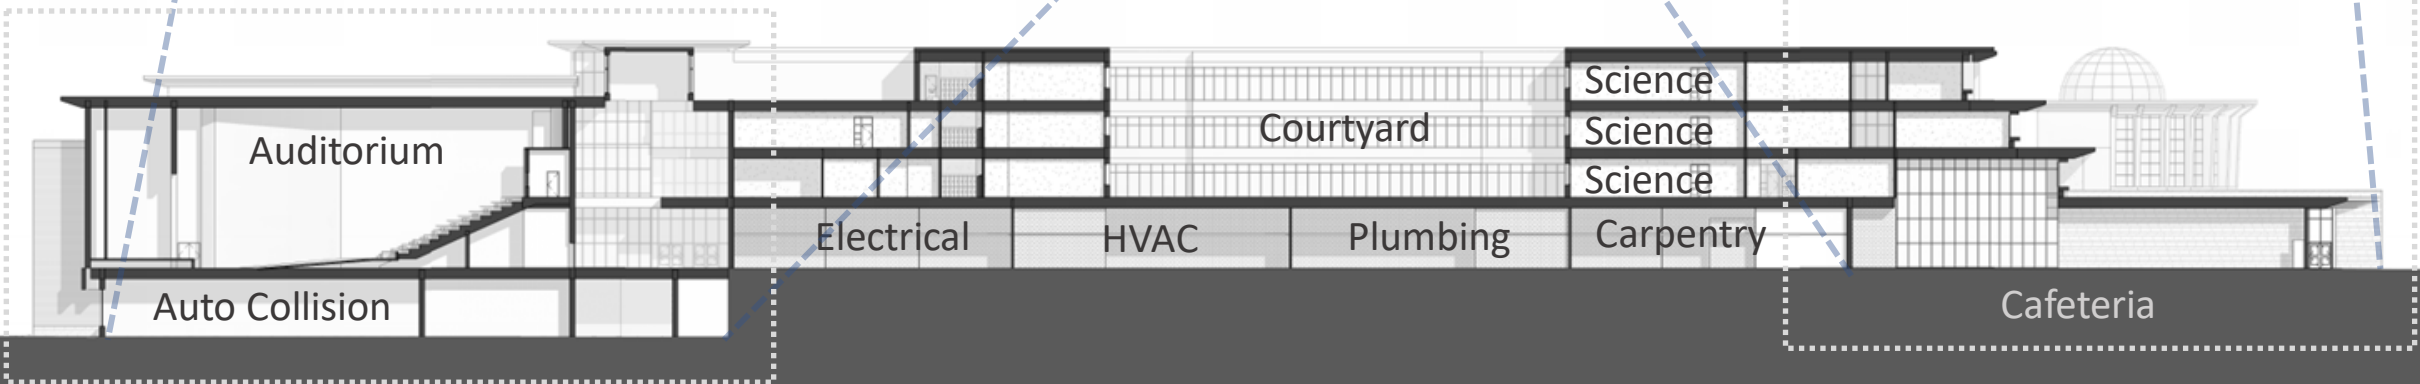 Auditorium
Auto Collision
Electrical
HVAC
Plumbing
Carpentry
Courtyard
Science
Science
Science
Cafeteria